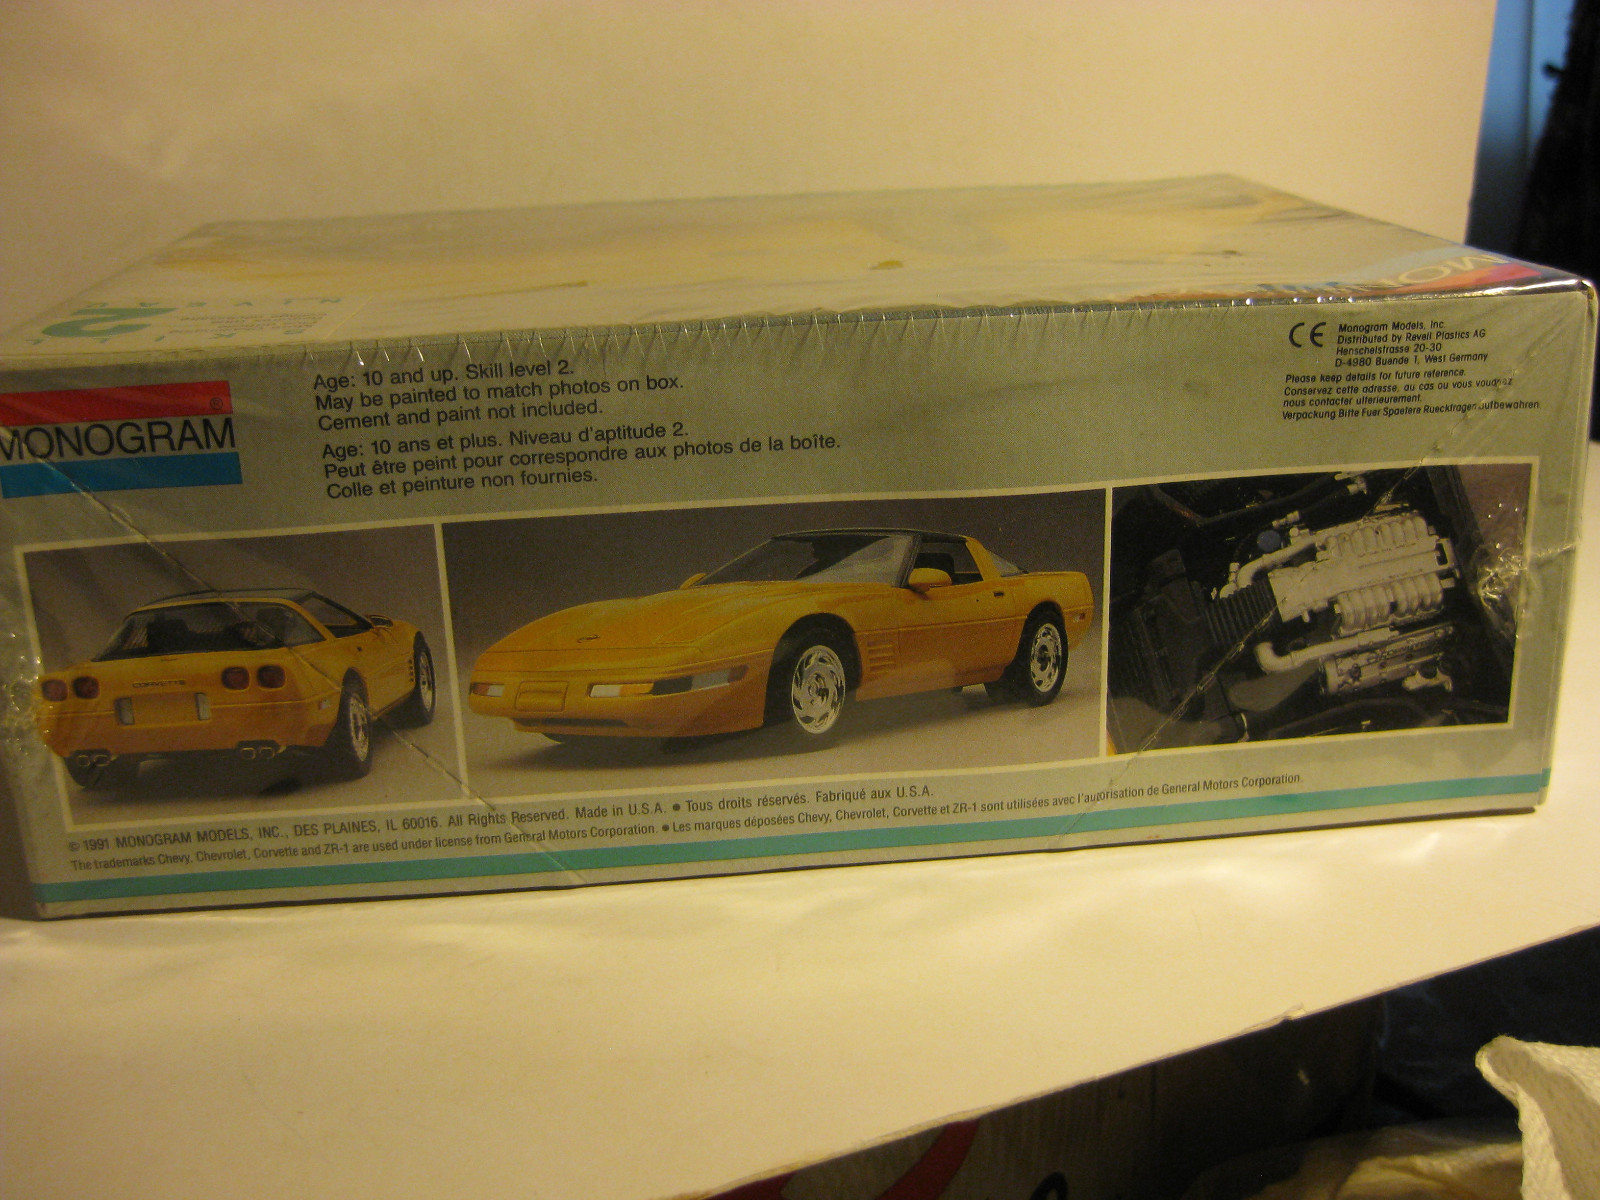 MONOGRAM
®
Age: 10 and up. Skill level 2.
May be painted to match photos on box.
Cement and paint not included.
Age: 10 ans et plus. Niveau d'aptitude 2.
Peut être peint pour correspondre aux photos de la boîte.
Colle et peinture non fournies.
CE
Monogram Models, Inc.
Distributed by Revell Plastics AG
Henschelstrasse 20-30
D-4980 Buende 1, West Germany
Please keep details for future reference.
Conservez cette adresse, au cas ou vous voudriez
nous contacter ulterieurement.
Verpackung Bitte Fuer Spaetere Rueckfragen aufbewahren.
CORVETTE
© 1991 MONOGRAM MODELS, INC., DES PLAINES, IL 60016. All Rights Reserved. Made in U.S.A. ● Tous droits réservés. Fabriqué aux U.S.A.
The trademarks Chevy, Chevrolet, Corvette and ZR-1 are used under license from General Motors Corporation. ● Les marques déposées Chevy, Chevrolet, Corvette et ZR-1 sont utilisées avec l'autorisation de General Motors Corporation.
SKILL
2
NIVEAU